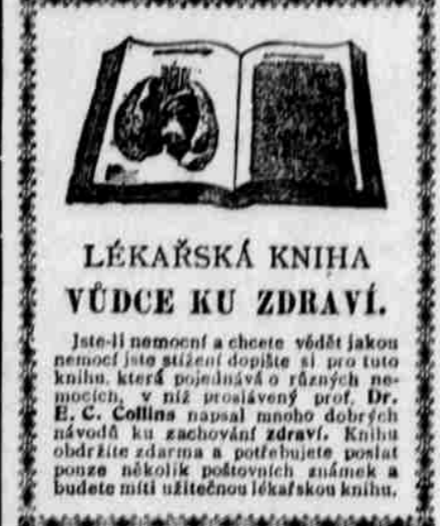 LÉKAŘSKÁ KNIHA
VŮDCE KU ZDRAVÍ.
Jste-li nemocní a chcete vědět jakou
nemocí jste stíženi dopište si pro tuto
knihu, která pojednává o různých ne-
mocích, v níž proslavený prof. Dr.
E. C. Collins napsal mnoho dobrých
návodů ku zachování zdraví. Knihu
obdržíte zdarma a potřebujete poslat
pouze několik poštovních známek a
budete míti užitečnou lékařskou knihu.